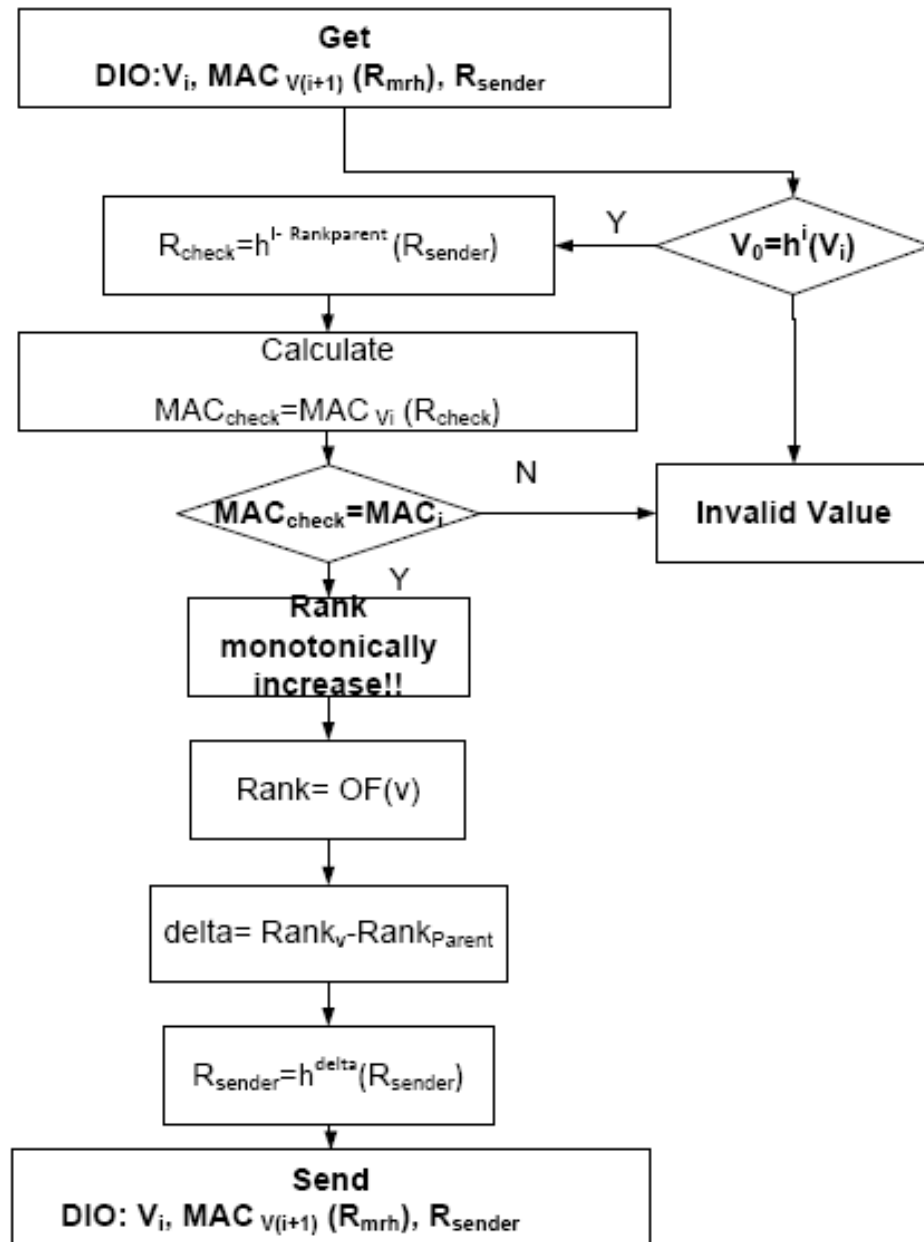 Get
DIO:Vᵢ, MAC V(i+1) (Rmrh), Rsender
Y
V₀=hⁱ(Vᵢ)
Rcheck=h^l- Rankparent (Rsender)
Calculate
MACcheck=MAC Vi (Rcheck)
N
MACcheck=MACi
Invalid Value
Y
Rank
monotonically
increase!!
Rank= OF(v)
delta= Rankv-RankParent
Rsender=h^delta(Rsender)
Send
DIO: Vᵢ, MAC V(i+1) (Rmrh), Rsender